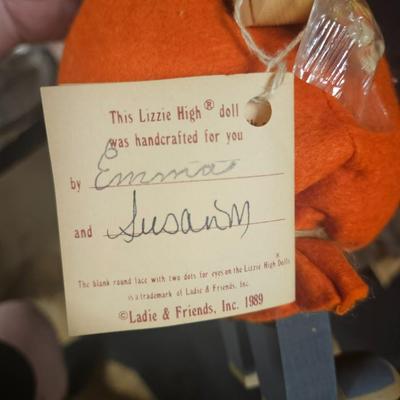 This Lizzie High® doll
was handcrafted for you
by Emma
and Susan M
The blank round face with two dots for eyes on the Lizzie High® Dolls
is a trademark of Ladie & Friends, Inc.
©Ladie & Friends, Inc. 1989